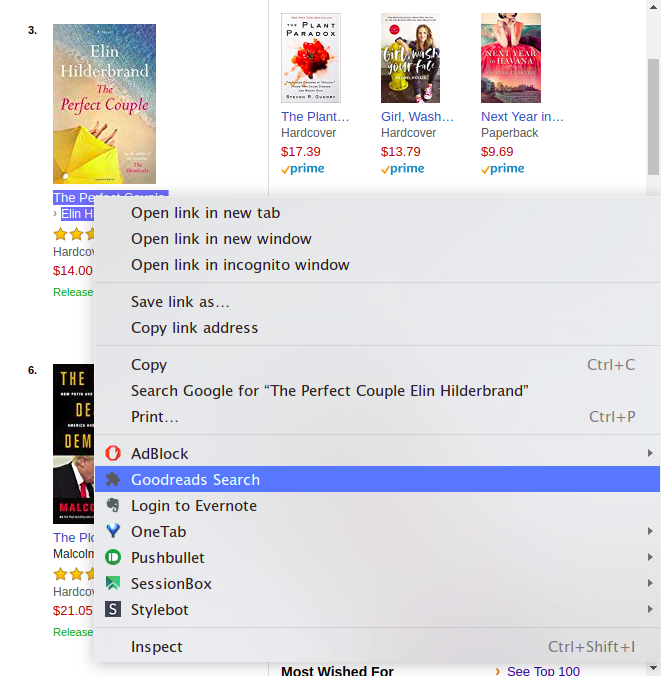 3.
A Novel
Elin
Hilderbrand
The
Perfect Couple
by the author of
the bestseller
The
Identicals
The Perfect Couple
› Elin H
Hardcov
$14.00
Release
THE
PLANT
PARADOX
STEVEN R. GUNDRY
The Plant…
Hardcover
$17.39
prime
Girl, wash
your face
RACHEL HOLLIS
Girl, Wash…
Hardcover
$13.79
prime
NEXT YEAR
in HAVANA
Next Year in…
Paperback
$9.69
prime
Open link in new tab
Open link in new window
Open link in incognito window
Save link as…
Copy link address
Copy Ctrl+C
Search Google for “The Perfect Couple Elin Hilderbrand”
Print… Ctrl+P
AdBlock
Goodreads Search
Login to Evernote
OneTab
Pushbullet
SessionBox
S Stylebot
Inspect Ctrl+Shift+I
6.
THE
HOW PUTIN AND
DES
AMERICA AND
DEM
MALCO
The Plo
Malcolm
Hardcov
$21.05
Release
Most Wished For › See Top 100